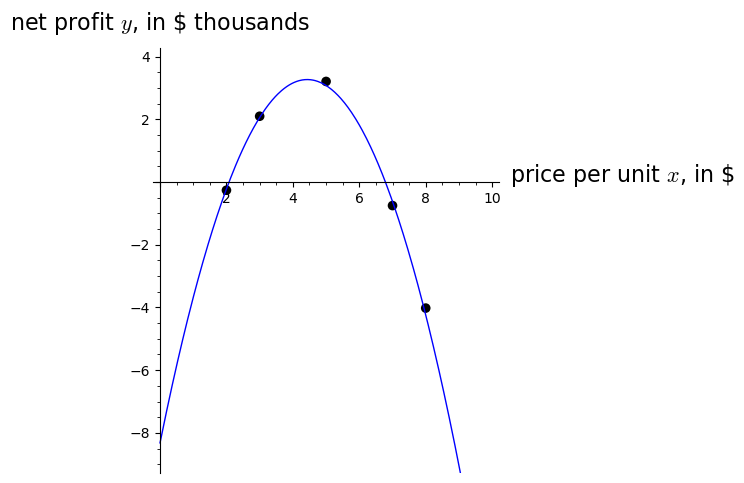 net profit y, in $ thousands
4
2
price per unit x, in $
2 4 6 8 10
−2
−4
−6
−8